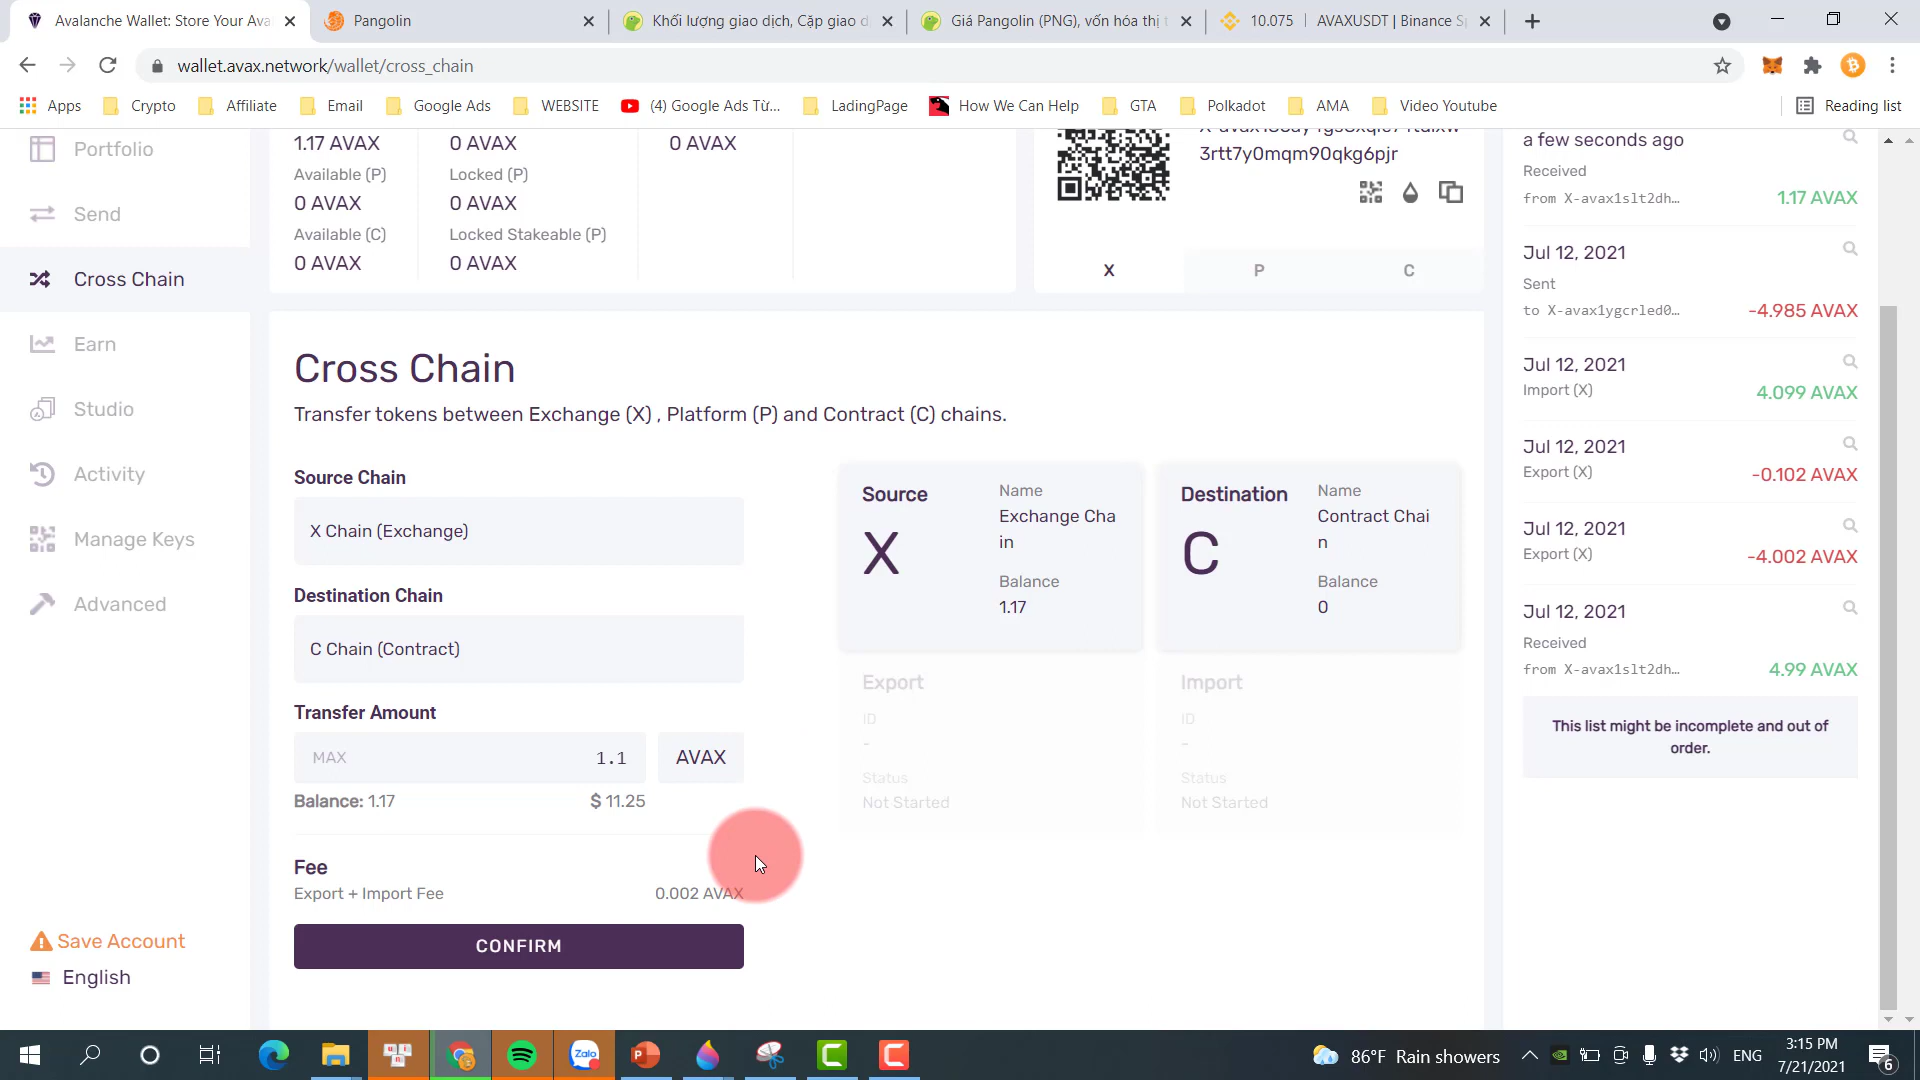 Avalanche Wallet: Store Your Ava
Pangolin
Khối lượng giao dịch, Cặp giao d
Giá Pangolin (PNG), vốn hóa thị t
10.075 | AVAXUSDT | Binance Sp
wallet.avax.network/wallet/cross_chain
Apps
Crypto
Affiliate
Email
Google Ads
WEBSITE
(4) Google Ads Từ...
LadingPage
How We Can Help
GTA
Polkadot
AMA
Video Youtube
Reading list
Portfolio
Send
Cross Chain
Earn
Studio
Activity
Manage Keys
Advanced
Save Account
English
1.17 AVAX
Available (P)
0 AVAX
Available (C)
0 AVAX
0 AVAX
Locked (P)
0 AVAX
Locked Stakeable (P)
0 AVAX
0 AVAX
3rtt7y0mqm90qkg6pjr
X
P
C
Cross Chain
Transfer tokens between Exchange (X) , Platform (P) and Contract (C) chains.
Source Chain
X Chain (Exchange)
Destination Chain
C Chain (Contract)
Transfer Amount
MAX
1.1
AVAX
Balance: 1.17
$ 11.25
Fee
Export + Import Fee
0.002 AVAX
CONFIRM
Source
X
Name
Exchange Cha
in
Balance
1.17
Export
ID
-
Status
Not Started
Destination
C
Name
Contract Chai
n
Balance
0
Import
ID
-
Status
Not Started
a few seconds ago
Received
from X-avax1slt2dh…
1.17 AVAX
Jul 12, 2021
Sent
to X-avax1ygcrled0…
-4.985 AVAX
Jul 12, 2021
Import (X)
4.099 AVAX
Jul 12, 2021
Export (X)
-0.102 AVAX
Jul 12, 2021
Export (X)
-4.002 AVAX
Jul 12, 2021
Received
from X-avax1slt2dh…
4.99 AVAX
This list might be incomplete and out of
order.
Zalo
86°F Rain showers
ENG
3:15 PM
7/21/2021
6